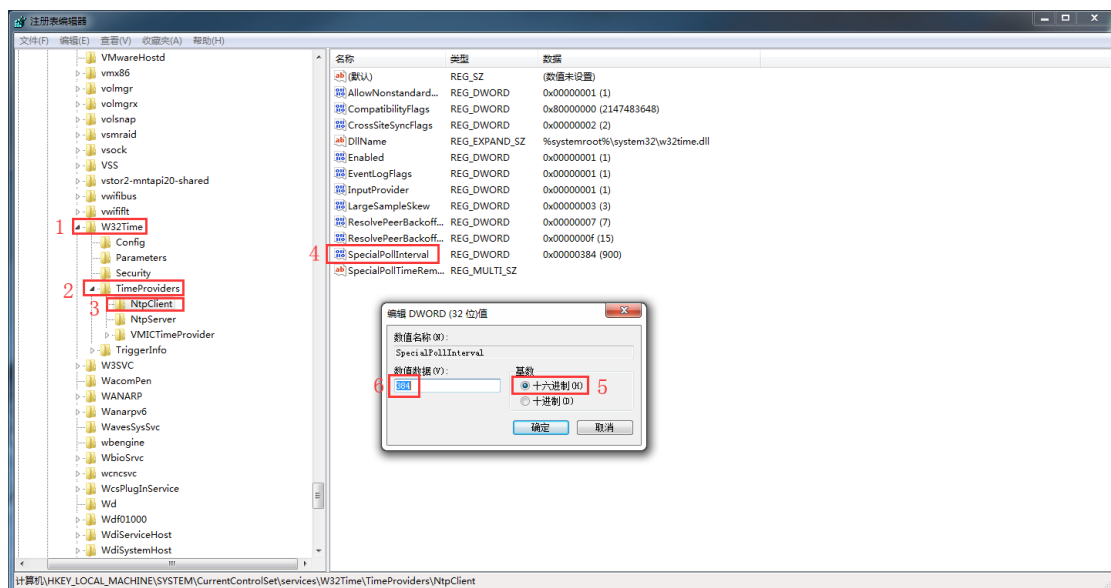 注册表编辑器
文件(F) 编辑(E) 查看(V) 收藏夹(A) 帮助(H)
VMwareHostd
vmx86
volmgr
volmgrx
volsnap
vsmraid
vsock
VSS
vstor2-mntapi20-shared
vwifibus
vwififlt
1 W32Time
Config
Parameters
Security
2 TimeProviders
3 NtpClient
NtpServer
VMICTimeProvider
TriggerInfo
W3SVC
WacomPen
WANARP
Wanarpv6
WavesSysSvc
wbengine
WbioSrvc
wcncsvc
WcsPlugInService
Wd
Wdf01000
WdiServiceHost
WdiSystemHost
名称 类型 数据
ab (默认) REG_SZ (数值未设置)
AllowNonstandard... REG_DWORD 0x00000001 (1)
CompatibilityFlags REG_DWORD 0x80000000 (2147483648)
CrossSiteSyncFlags REG_DWORD 0x00000002 (2)
ab DllName REG_EXPAND_SZ %systemroot%\system32\w32time.dll
Enabled REG_DWORD 0x00000001 (1)
EventLogFlags REG_DWORD 0x00000001 (1)
InputProvider REG_DWORD 0x00000001 (1)
LargeSampleSkew REG_DWORD 0x00000003 (3)
ResolvePeerBackoff... REG_DWORD 0x00000007 (7)
ResolvePeerBackoff... REG_DWORD 0x0000000f (15)
4 SpecialPollInterval REG_DWORD 0x00000384 (900)
ab SpecialPollTimeRem... REG_MULTI_SZ
编辑 DWORD (32 位)值
数值名称(N):
SpecialPollInterval
数值数据(V): 基数
6 384 十六进制(H) 5
十进制(D)
确定 取消
计算机\HKEY_LOCAL_MACHINE\SYSTEM\CurrentControlSet\services\W32Time\TimeProviders\NtpClient